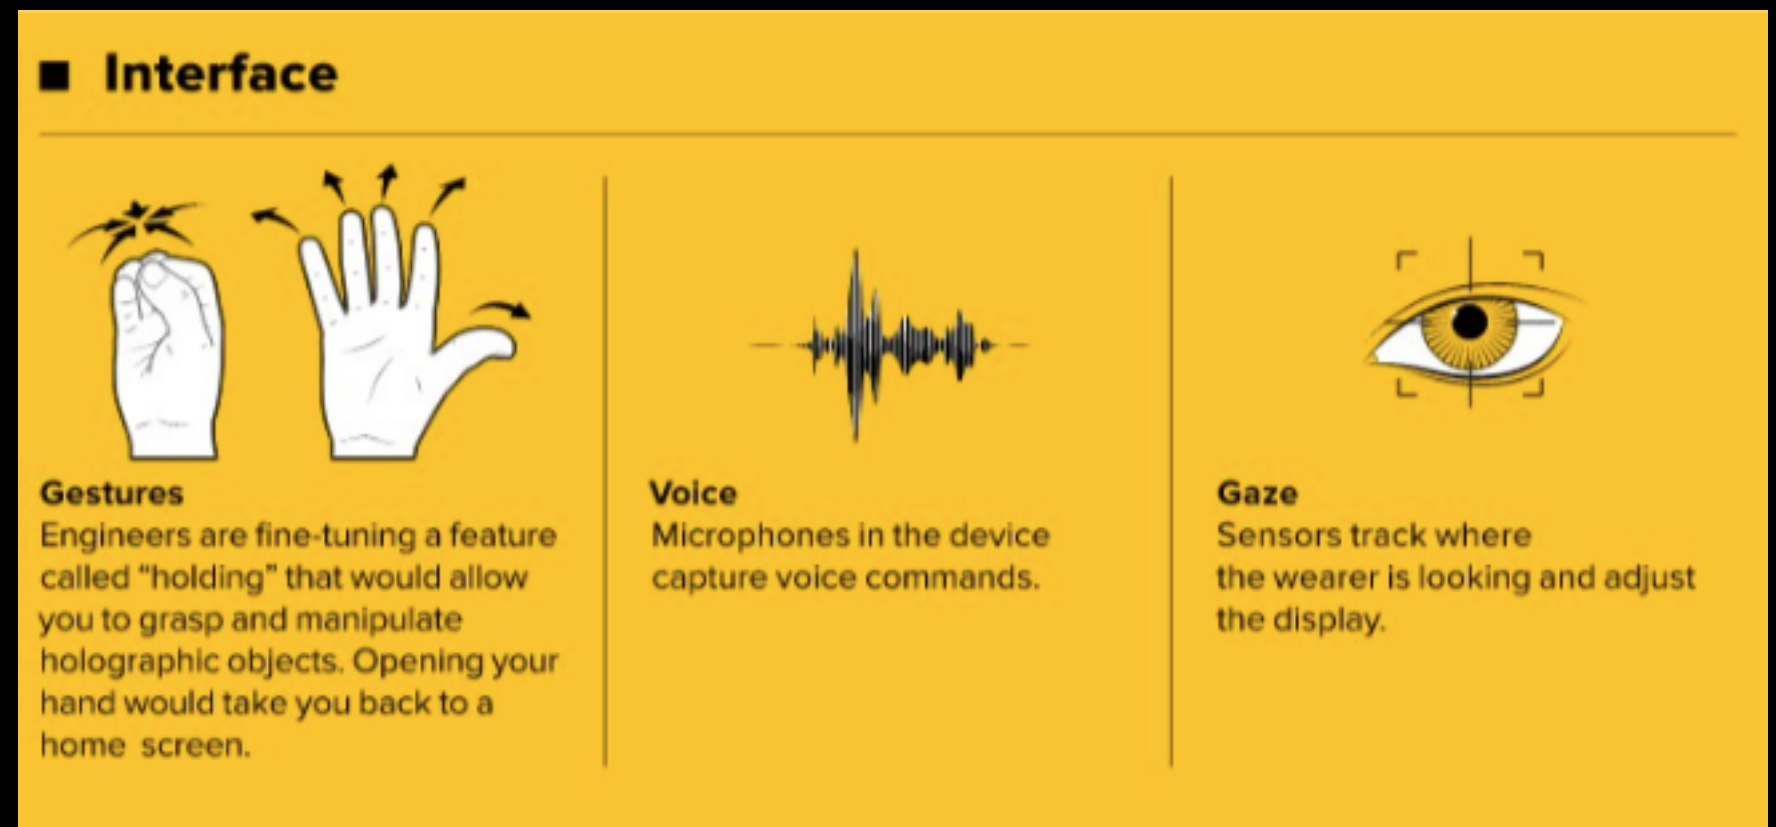 Interface
Gestures
Engineers are fine-tuning a feature
called “holding” that would allow
you to grasp and manipulate
holographic objects. Opening your
hand would take you back to a
home screen.
Voice
Microphones in the device
capture voice commands.
Gaze
Sensors track where
the wearer is looking and adjust
the display.